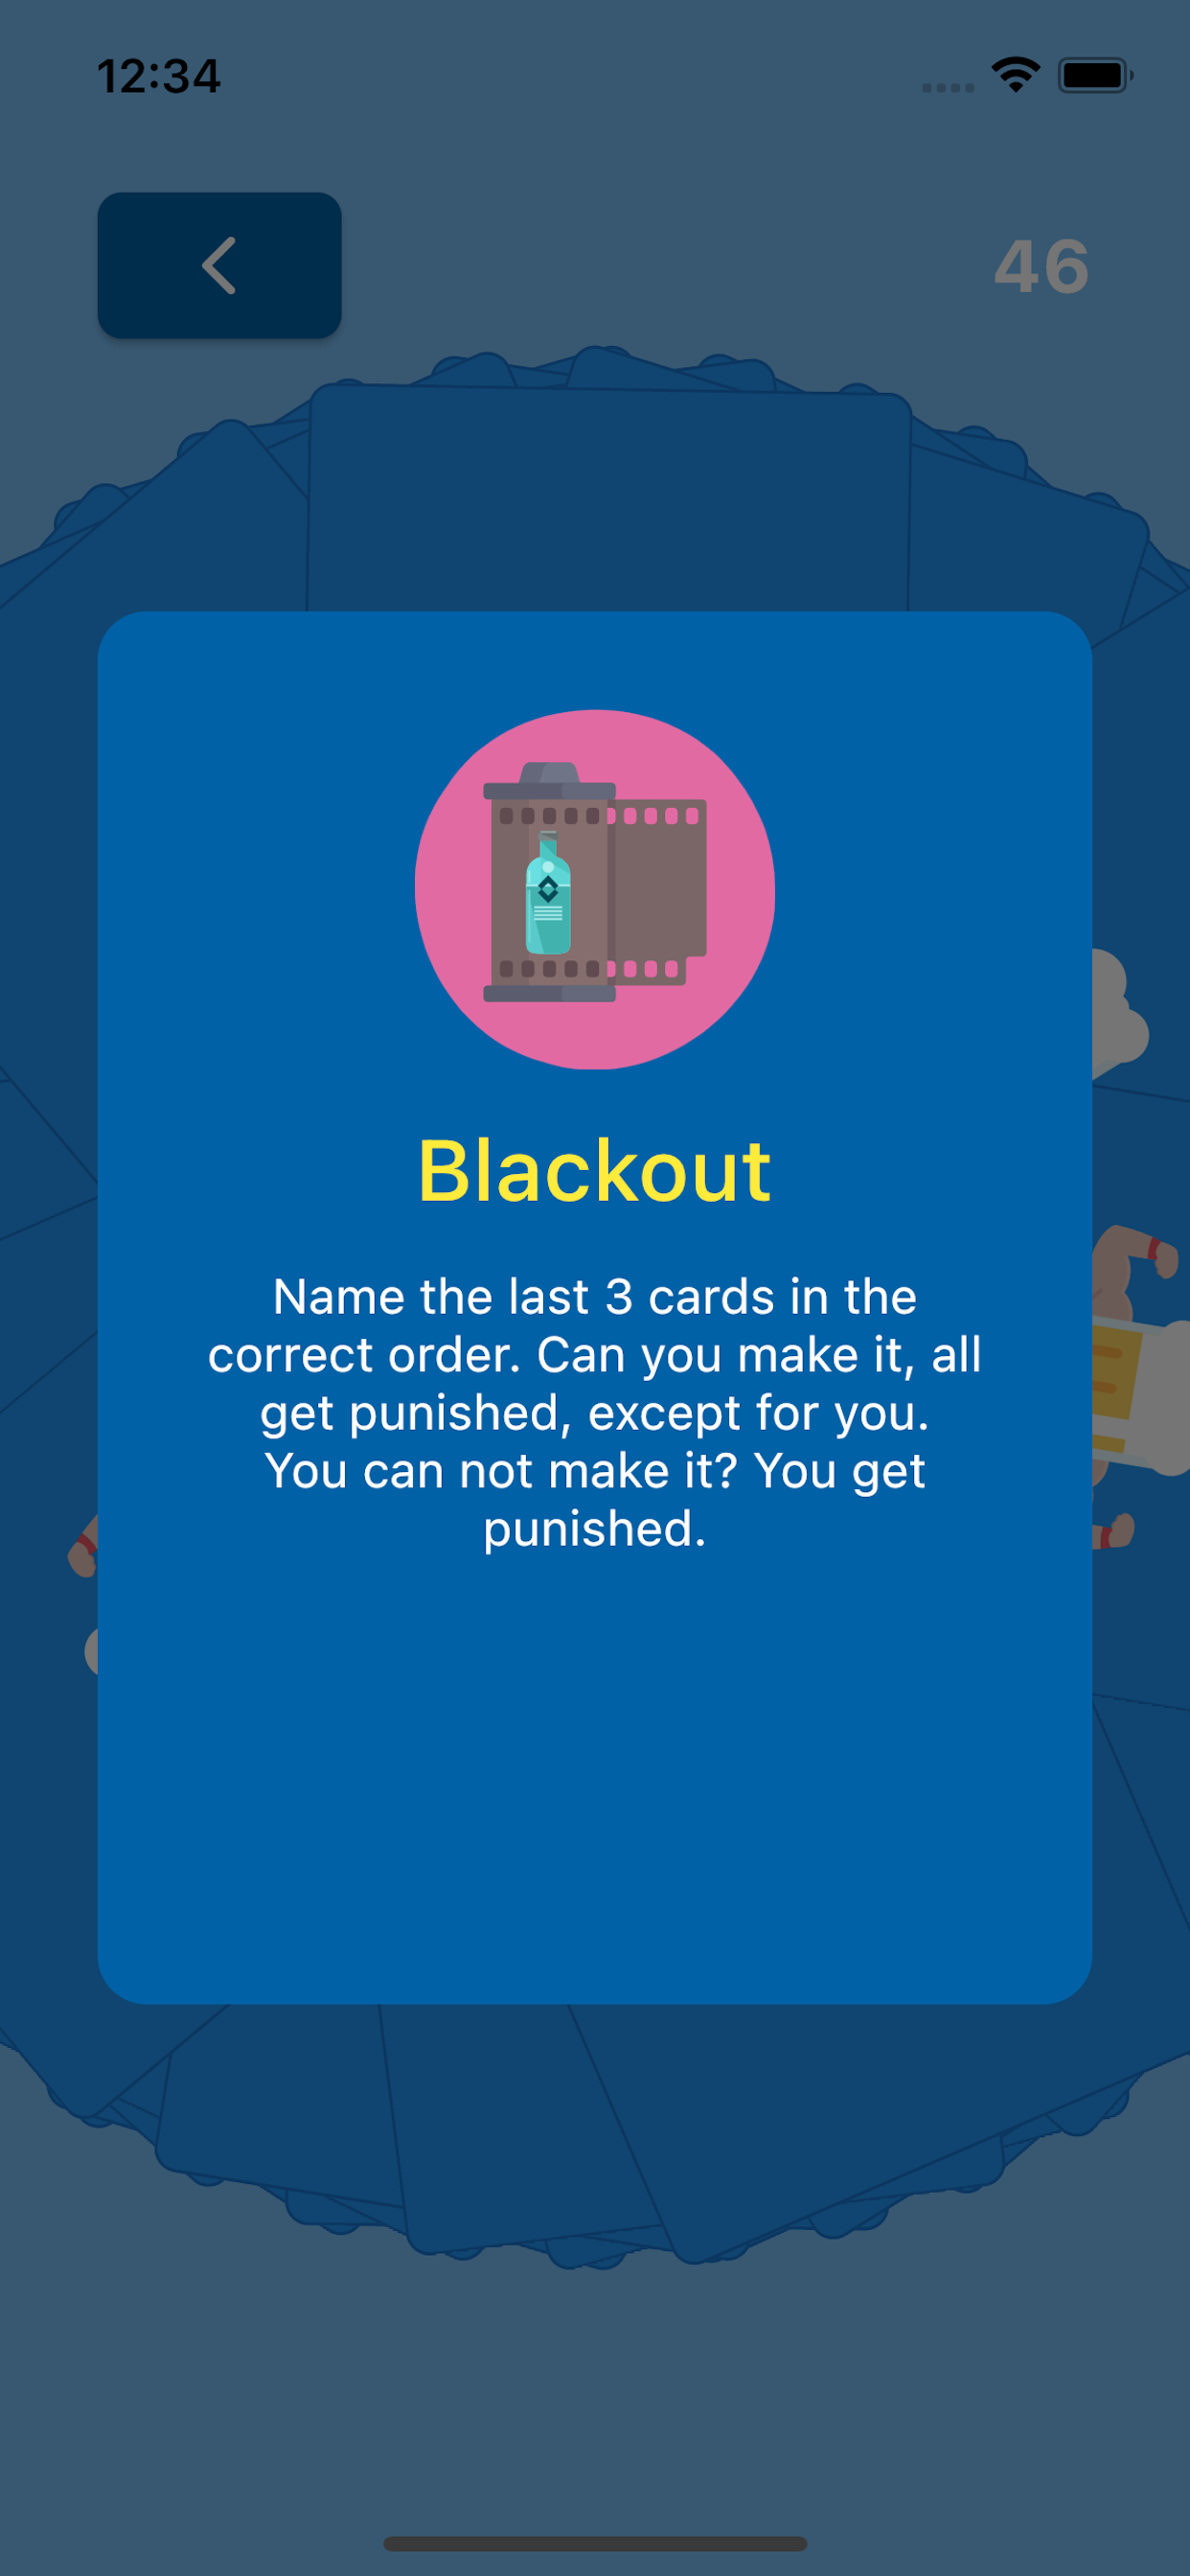 12:34
46
Blackout
Name the last 3 cards in the
correct order. Can you make it, all
get punished, except for you.
You can not make it? You get
punished.